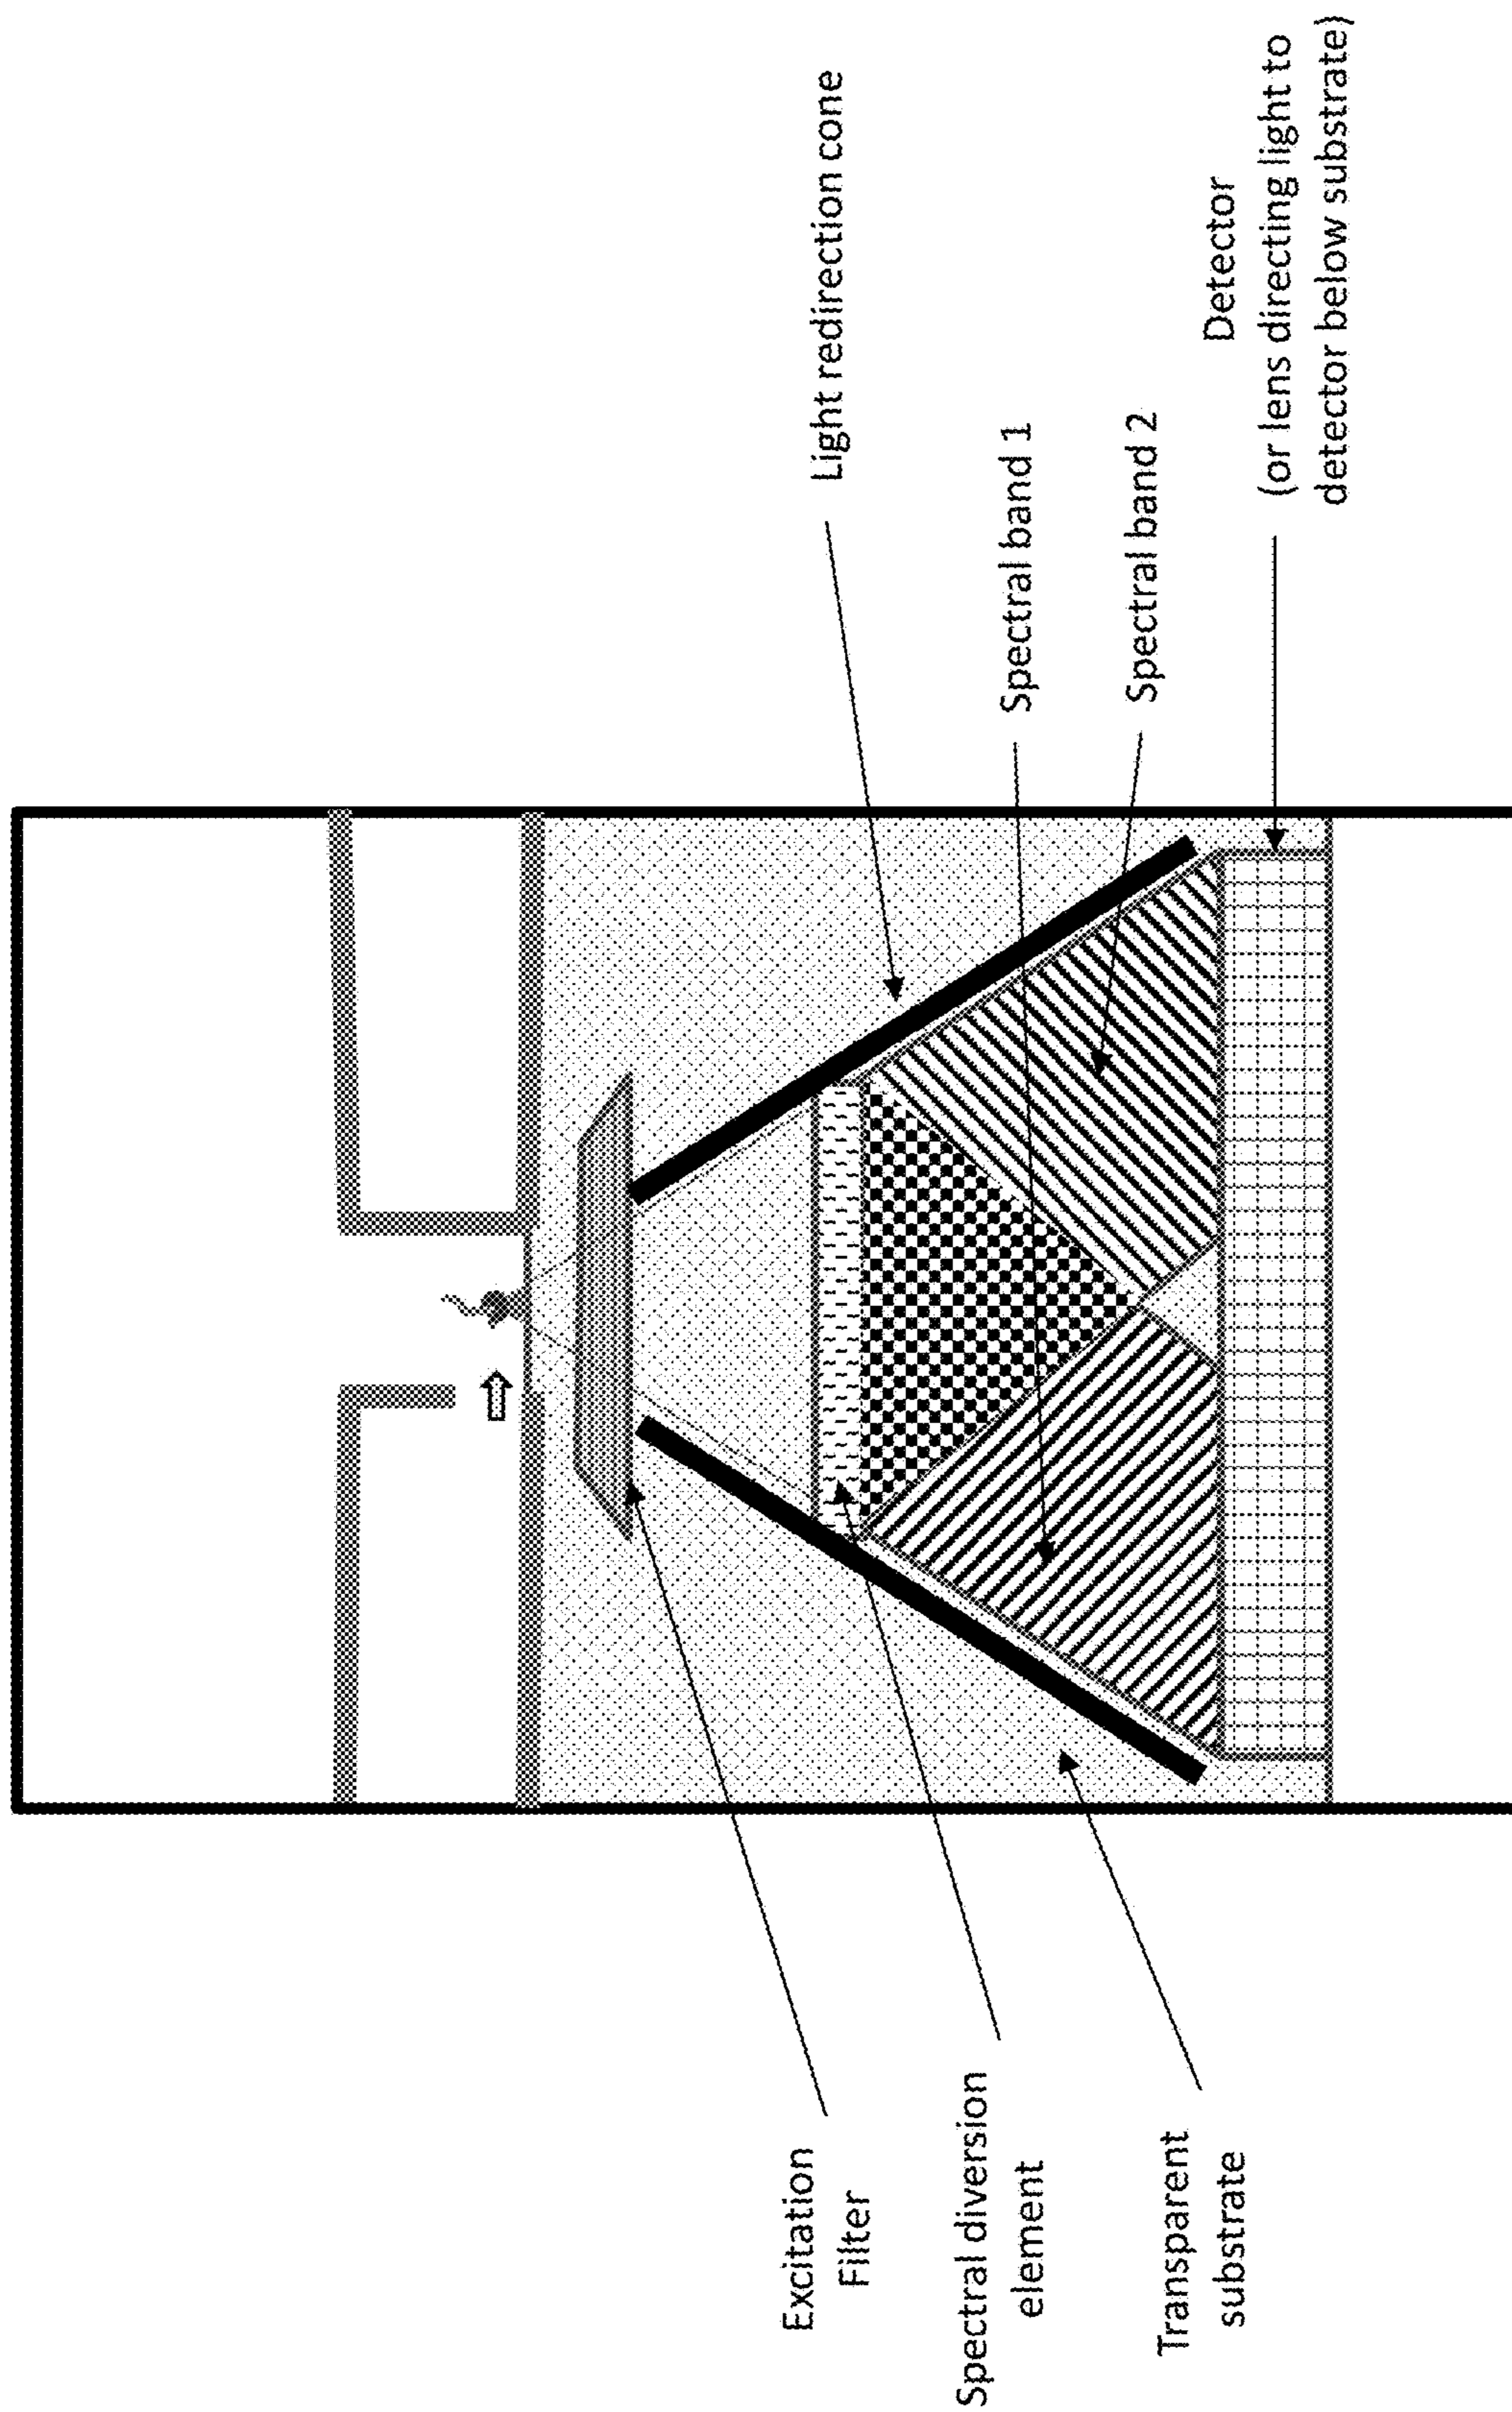 Light redirection cone
Spectral band 1
Spectral band 2
Detector
(or lens directing light to
detector below substrate)
Excitation
Filter
Spectral diversion
element
Transparent
substrate